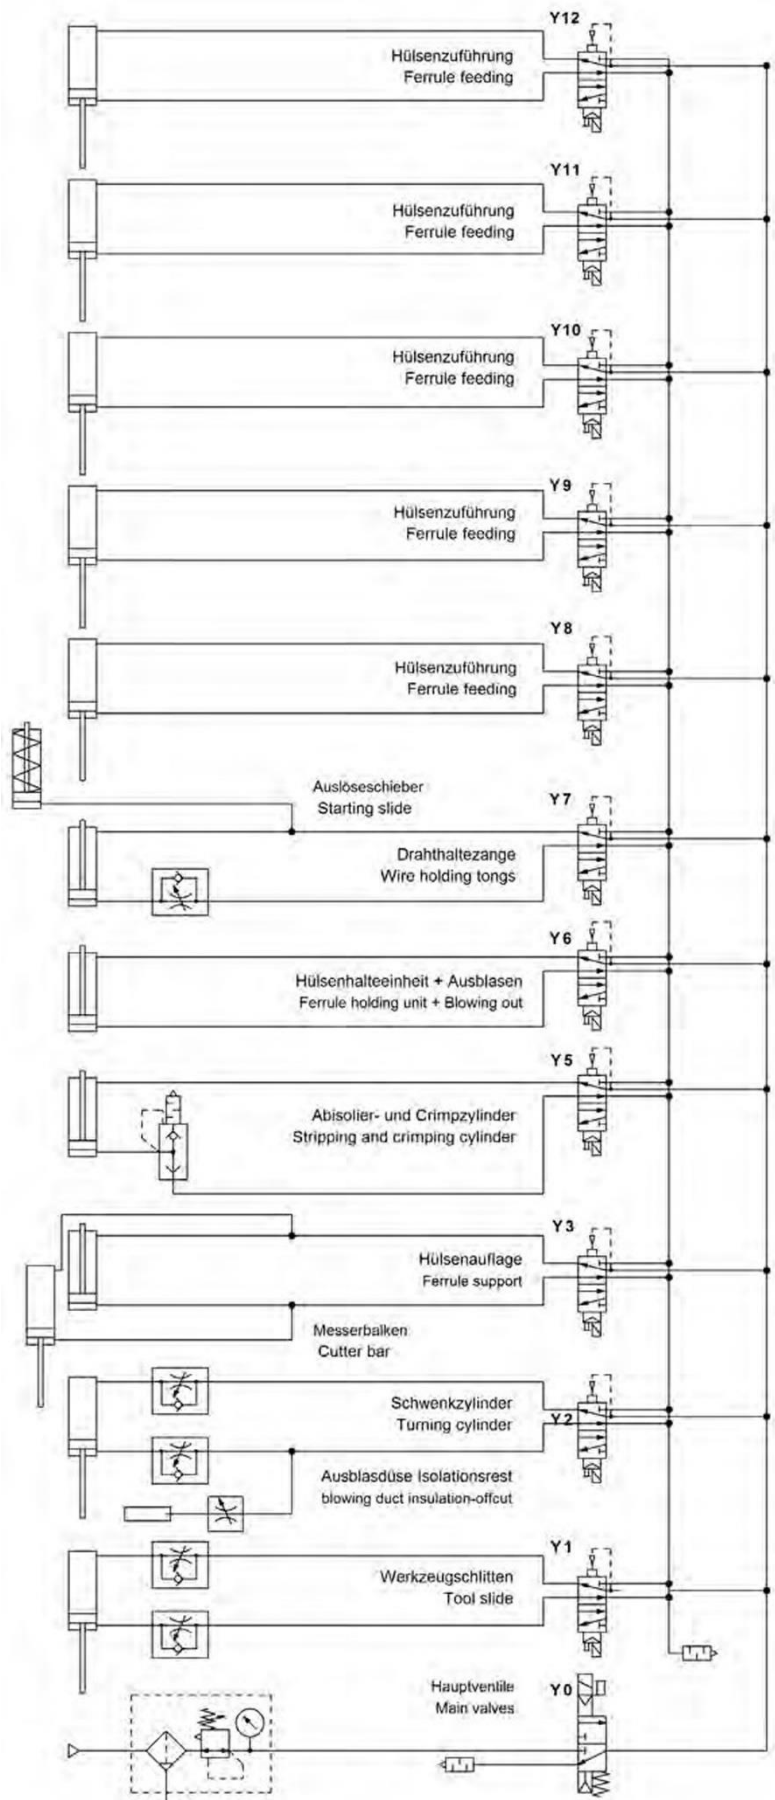 Y12
Hülsenzuführung
Ferrule feeding
Y11
Hülsenzuführung
Ferrule feeding
Y10
Hülsenzuführung
Ferrule feeding
Y9
Hülsenzuführung
Ferrule feeding
Y8
Hülsenzuführung
Ferrule feeding
Auslöseschieber
Starting slide
Y7
Drahthaltezange
Wire holding tongs
Y6
Hülsenhalteeinheit + Ausblasen
Ferrule holding unit + Blowing out
Y5
Abisolier- und Crimpzylinder
Stripping and crimping cylinder
Y3
Hülsenauflage
Ferrule support
Messerbalken
Cutter bar
Schwenkzylinder
Turning cylinder
Y2
Ausblasdüse Isolationsrest
blowing duct insulation-offcut
Y1
Werkzeugschlitten
Tool slide
Hauptventile
Main valves
Y0